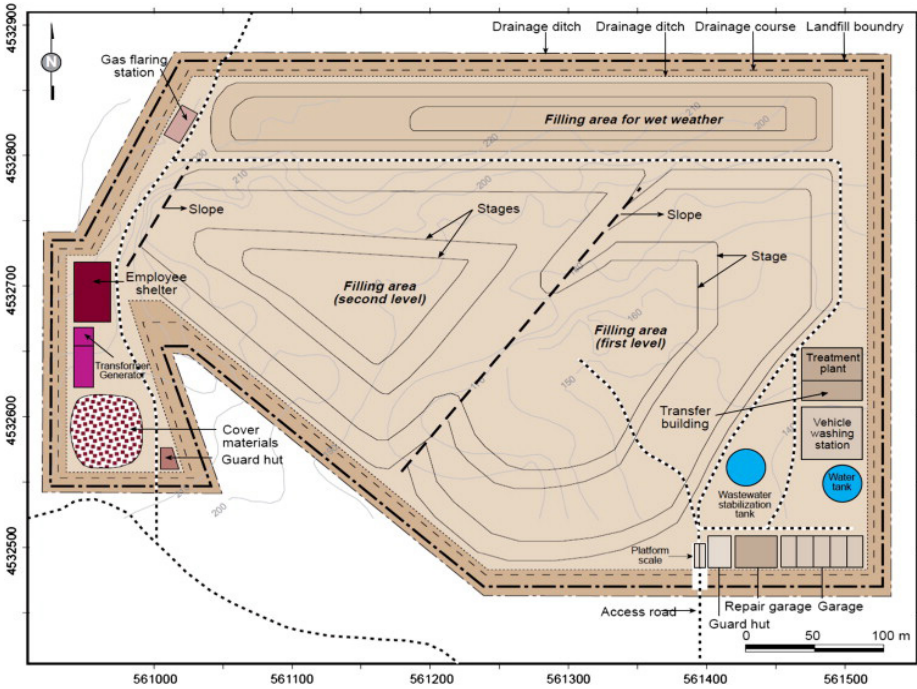 4532900
4532800
4532700
4532600
4532500
N
Drainage ditch
Drainage ditch
Drainage course
Landfill boundry
Gas flaring
station
Filling area for wet weather
210
220
200
230
210
200
Slope
Stages
Slope
Stage
Employee
shelter
Filling area
(second level)
Filling area
(first level)
160
150
Transformer
Generator
Treatment
plant
Transfer
building
Cover
materials
Guard hut
Vehicle
washing
station
Water
tank
Wastewater
stabilization
tank
200
Platform
scale
Access road
Repair garage
Garage
Guard hut
0 50 100 m
561000
561100
561200
561300
561400
561500